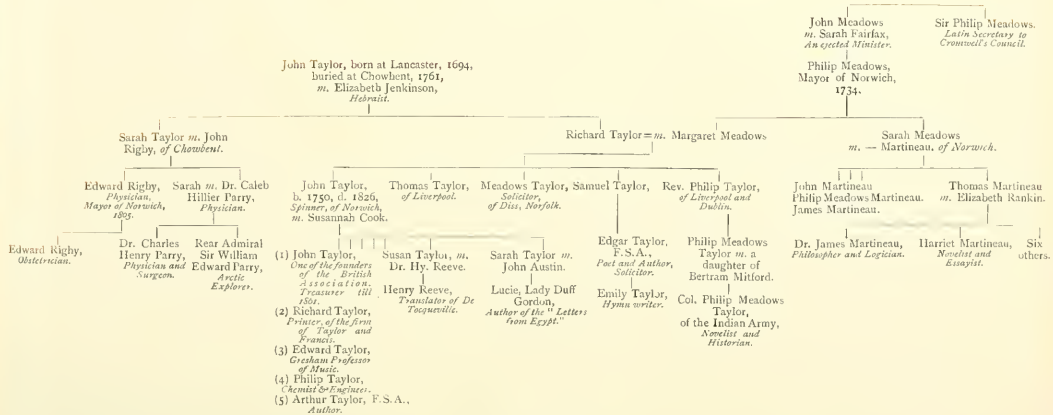 John Meadows
m. Sarah Fairfax,
An ejected Minister.
Sir Philip Meadows.
Latin Secretary to
Cromwell's Council.
Philip Meadows,
Mayor of Norwich,
1734.
John Taylor, born at Lancaster, 1694,
buried at Chowbent, 1761,
m. Elizabeth Jenkinson,
Hebraist.
Sarah Taylor m. John
Rigby, of Chowbent.
Richard Taylor = m. Margaret Meadows
Sarah Meadows
m. — Martineau. of Norwich.
Edward Rigby,
Physician,
Mayor of Norwich,
1805.
Sarah m. Dr. Caleb
Hillier Parry,
Physician.
John Taylor,
b. 1750, d. 1826,
Spinner, of Norwich,
m. Susannah Cook.
Thomas Taylor,
of Liverpool.
Meadows Taylor,
Solicitor,
of Diss, Norfolk.
Samuel Taylor,
Rev. Philip Taylor,
of Liverpool and
Dublin.
John Martineau
Philip Meadows Martineau.
James Martineau.
Thomas Martineau
m. Elizabeth Rankin.
Edward Rigby,
Obstetrician.
Dr. Charles
Henry Parry,
Physician and
Surgeon.
Rear Admiral
Sir William
Edward Parry,
Arctic
Explorer.
(1) John Taylor,
One of the founders
of the British
Association.
Treasurer till
1861.
(2) Richard Taylor,
Printer, of the firm
of Taylor and
Francis.
(3) Edward Taylor,
Gresham Professor
of Music.
(4) Philip Taylor,
Chemist & Engineer.
(5) Arthur Taylor, F.S.A.,
Author.
Susan Taylor, m.
Dr. Hy. Reeve.
Henry Reeve,
Translator of De
Tocqueville.
Sarah Taylor m.
John Austin.
Lucie, Lady Duff
Gordon,
Author of the "Letters
from Egypt."
Edgar Taylor,
F.S.A.,
Poet and Author,
Solicitor.
Emily Taylor,
Hymn writer.
Philip Meadows
Taylor m. a
daughter of
Bertram Mitford.
Col. Philip Meadows
Taylor,
of the Indian Army,
Novelist and
Historian.
Dr. James Martineau,
Philosopher and Logician.
Harriet Martineau,
Novelist and
Essayist.
Six
others.